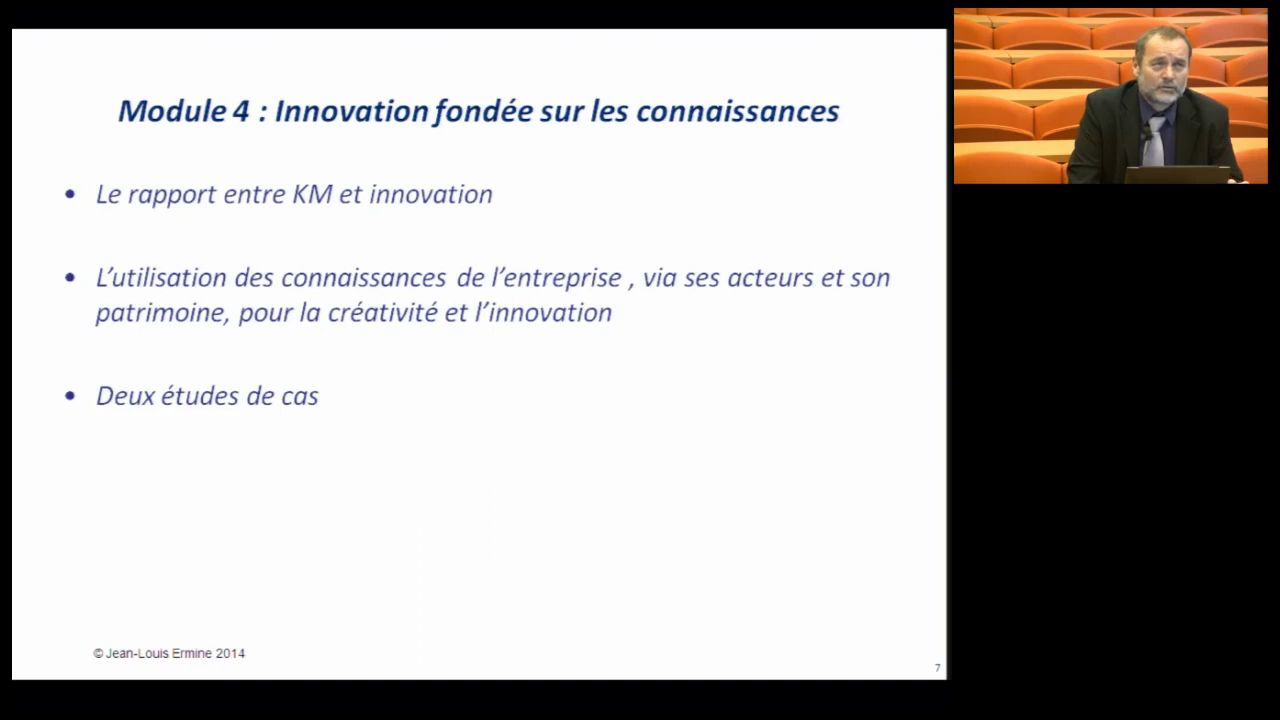 Module 4 : Innovation fondée sur les connaissances
• Le rapport entre KM et innovation
• L’utilisation des connaissances de l’entreprise , via ses acteurs et son
patrimoine, pour la créativité et l’innovation
• Deux études de cas
© Jean-Louis Ermine 2014
7